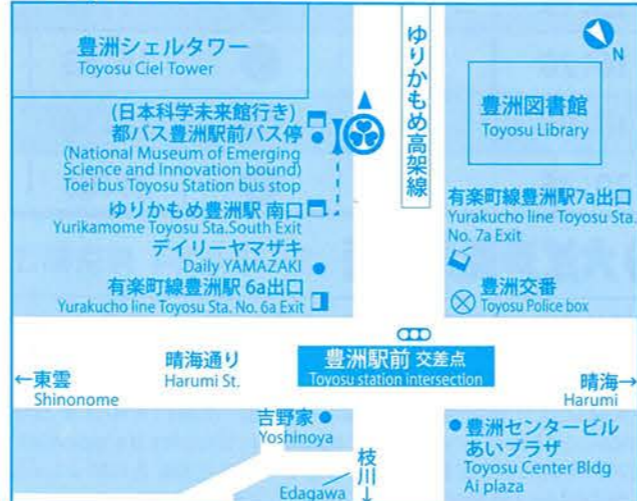 豊洲シェルタワー
Toyosu Ciel Tower
(日本科学未来館行き)
都バス豊洲駅前バス停
(National Museum of Emerging
Science and Innovation bound)
Toei bus Toyosu Station bus stop
ゆりかもめ豊洲駅 南口
Yurikamome Toyosu Sta.South Exit
デイリーヤマザキ
Daily YAMAZAKI
有楽町線豊洲駅 6a出口
Yurakucho line Toyosu Sta. No. 6a Exit
ゆりかもめ高架線
N
豊洲図書館
Toyosu Library
有楽町線豊洲駅7a出口
Yurakucho line Toyosu Sta.
No. 7a Exit
豊洲交番
Toyosu Police box
豊洲駅前 交差点
Toyosu station intersection
←東雲
Shinonome
晴海通り
Harumi St.
晴海→
Harumi
吉野家
Yoshinoya
枝川
↓
Edagawa
豊洲センタービル
あいプラザ
Toyosu Center Bldg
Ai plaza